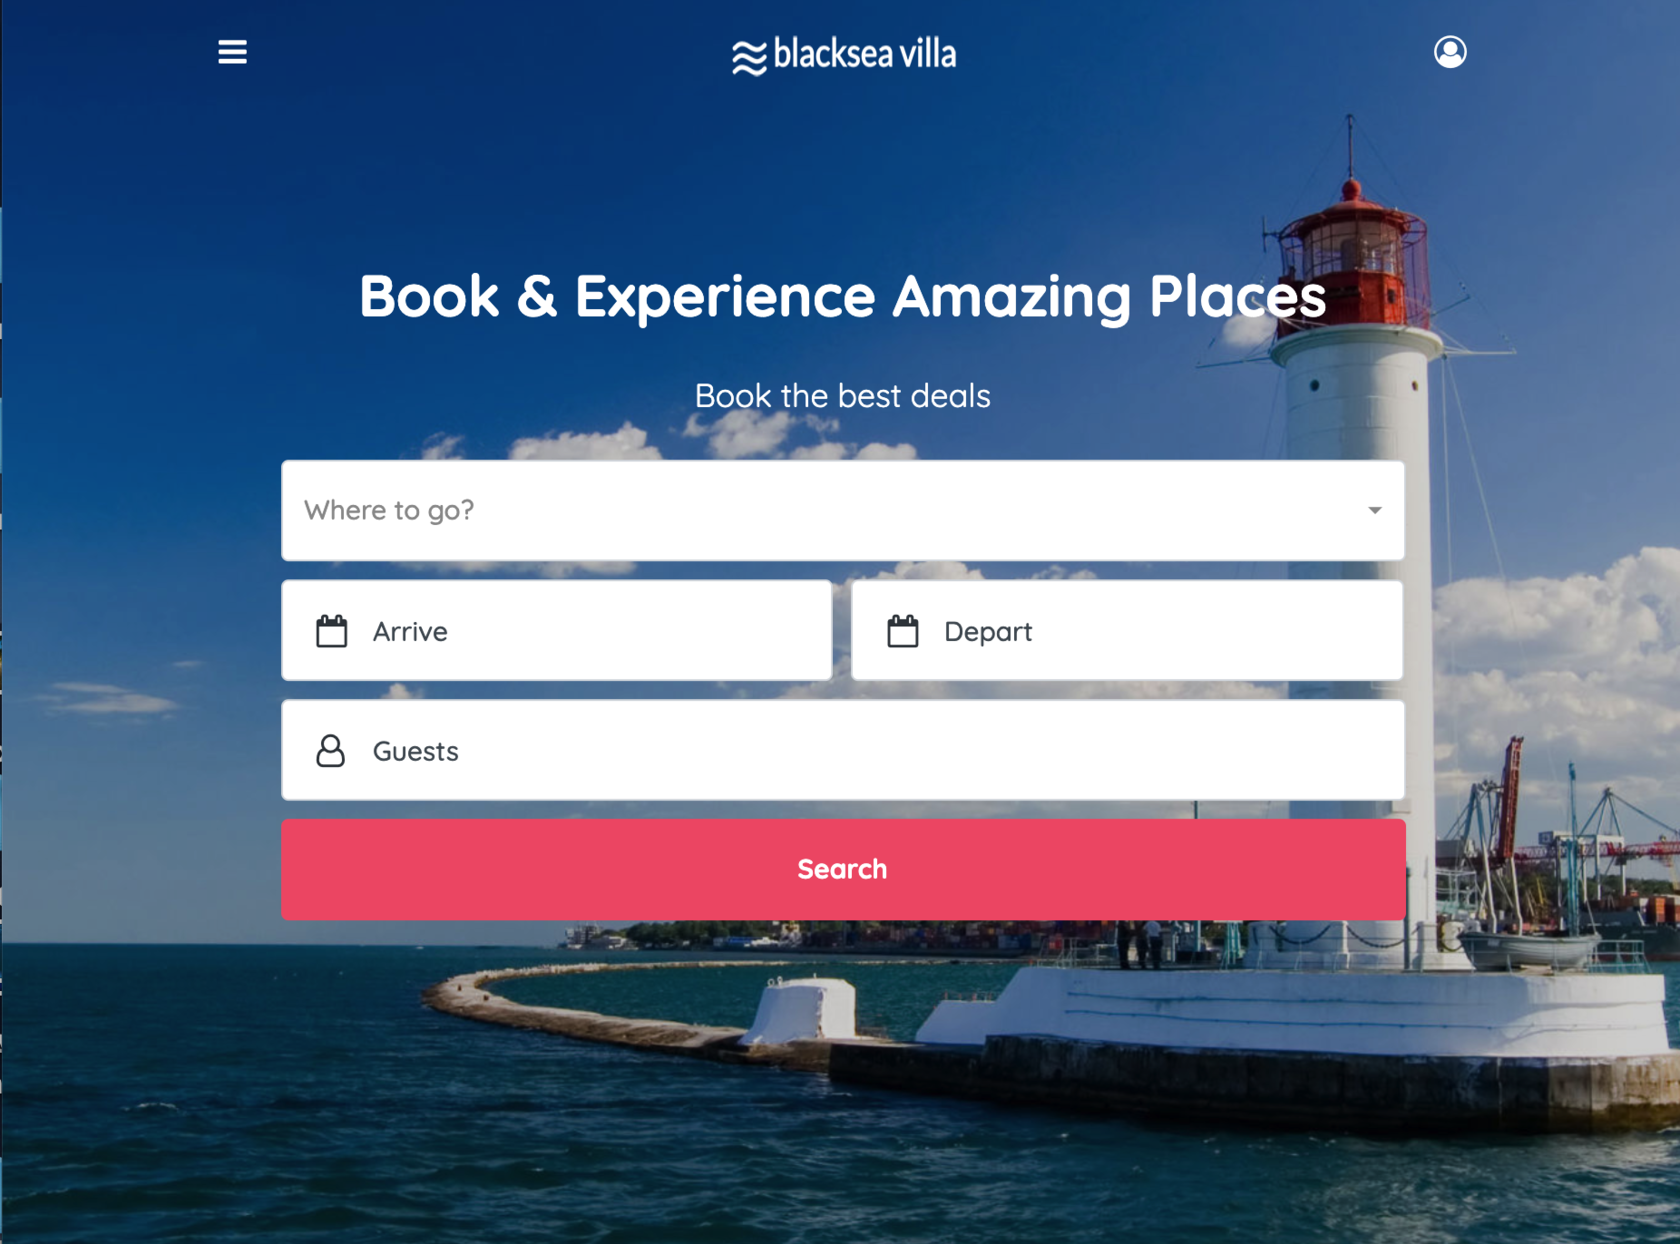 blacksea villa
Book & Experience Amazing Places
Book the best deals
Where to go?
Arrive
Depart
Guests
Search